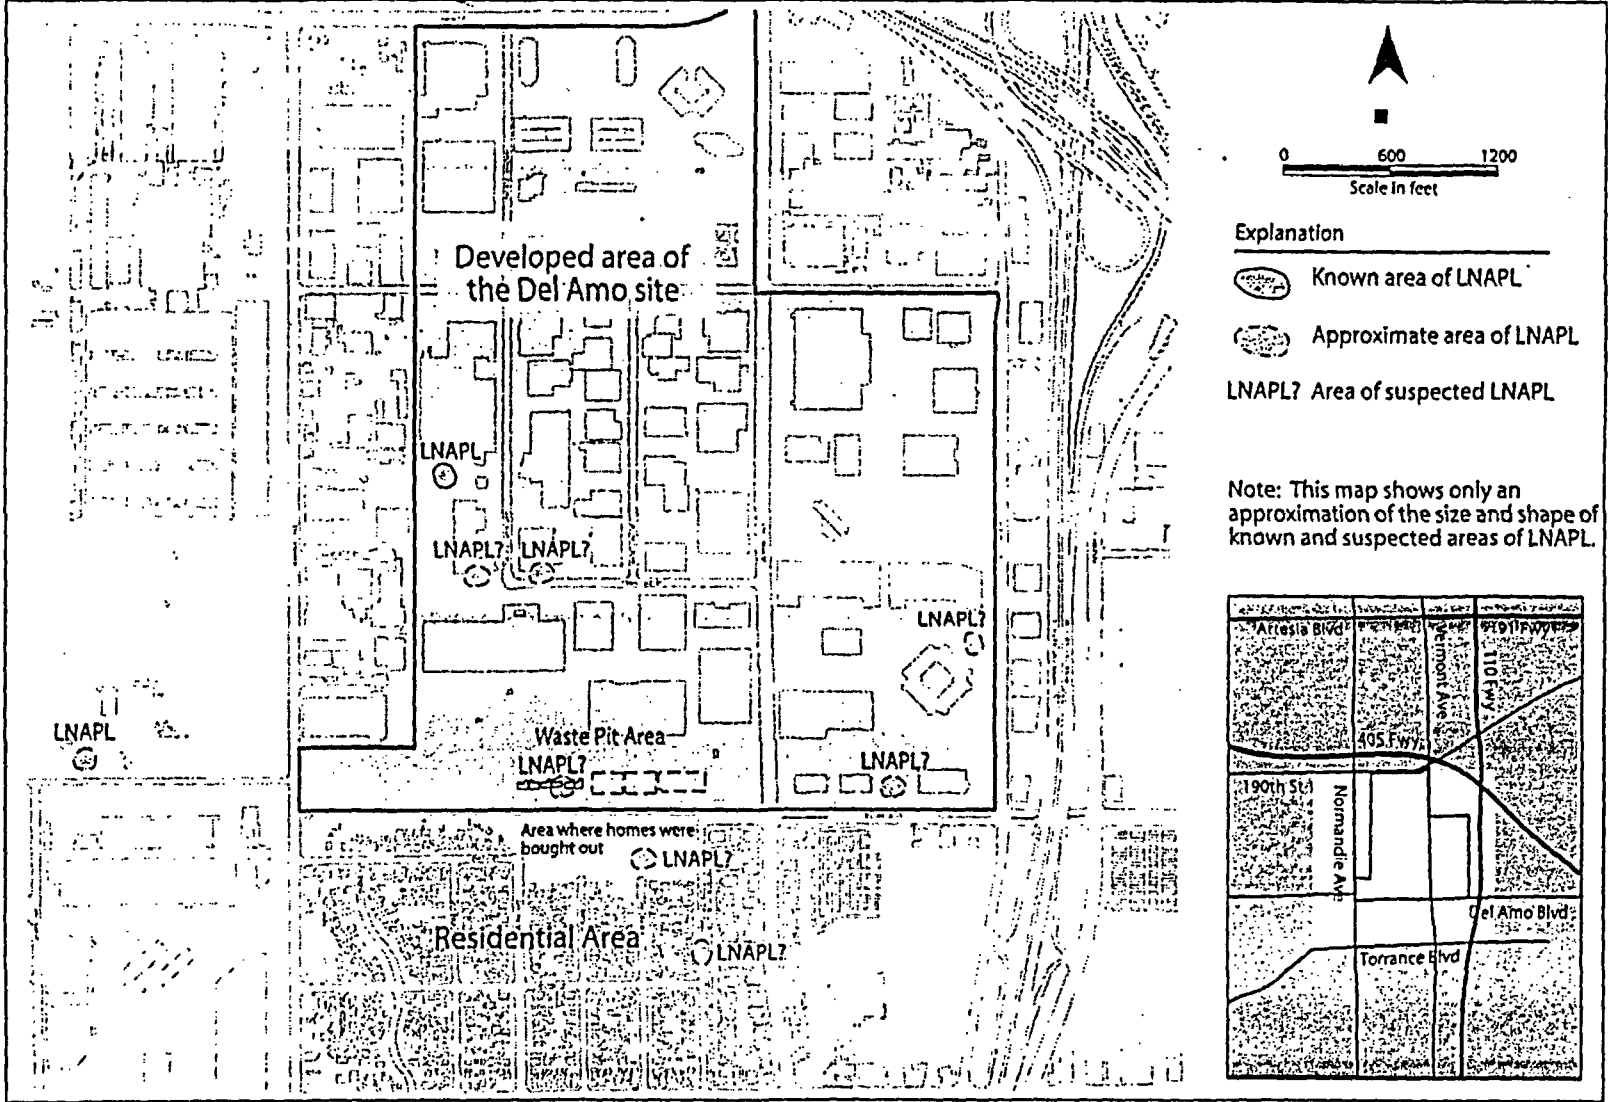 0 600 1200
Scale in feet
Explanation
Known area of LNAPL
Approximate area of LNAPL
LNAPL? Area of suspected LNAPL
Note: This map shows only an
approximation of the size and shape of
known and suspected areas of LNAPL.
Developed area of
the Del Amo site
LNAPL
LNAPL?
LNAPL?
LNAPL?
LNAPL
Waste Pit Area
LNAPL?
LNAPL?
Area where homes were
bought out
LNAPL?
Residential Area
LNAPL?
Artesia Blvd
91 Fwy
Vermont Ave
110 Fwy
405 Fwy
190th St
Normandie Ave
Del Amo Blvd
Torrance Blvd